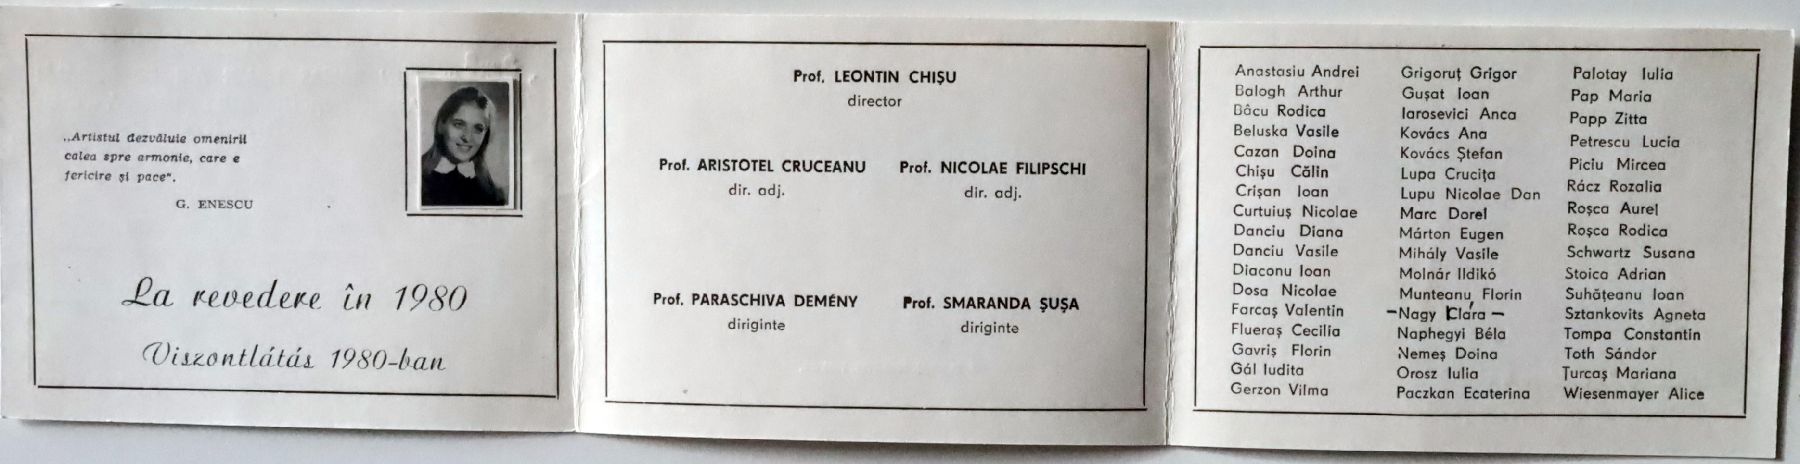 „Artistul dezvăluie omenirii
calea spre armonie, care e
fericire și pace".
G. ENESCU
La revedere în 1980
Viszontlátás 1980-ban
Prof. LEONTIN CHIȘU
director
Prof. ARISTOTEL CRUCEANU
dir. adj.
Prof. NICOLAE FILIPSCHI
dir. adj.
Prof. PARASCHIVA DEMÉNY
diriginte
Prof. SMARANDA ȘUȘA
diriginte
Anastasiu Andrei
Balogh Arthur
Bâcu Rodica
Beluska Vasile
Cazan Doina
Chișu Călin
Crișan Ioan
Curtuiuș Nicolae
Danciu Diana
Danciu Vasile
Diaconu Ioan
Dosa Nicolae
Farcaș Valentin
Flueraș Cecilia
Gavriș Florin
Gál Iudita
Gerzon Vilma
Grigoruț Grigor
Gușat Ioan
Iarosevici Anca
Kovács Ana
Kovács Ștefan
Lupa Crucița
Lupu Nicolae Dan
Marc Dorel
Márton Eugen
Mihály Vasile
Molnár Ildikó
Munteanu Florin
-Nagy Klára-
Naphegyi Béla
Nemeș Doina
Orosz Iulia
Paczkan Ecaterina
Palotay Iulia
Pap Maria
Papp Zitta
Petrescu Lucia
Piciu Mircea
Rácz Rozalia
Roșca Aurel
Roșca Rodica
Schwartz Susana
Stoica Adrian
Suhățeanu Ioan
Sztankovits Agneta
Tompa Constantin
Toth Sándor
Țurcaș Mariana
Wiesenmayer Alice